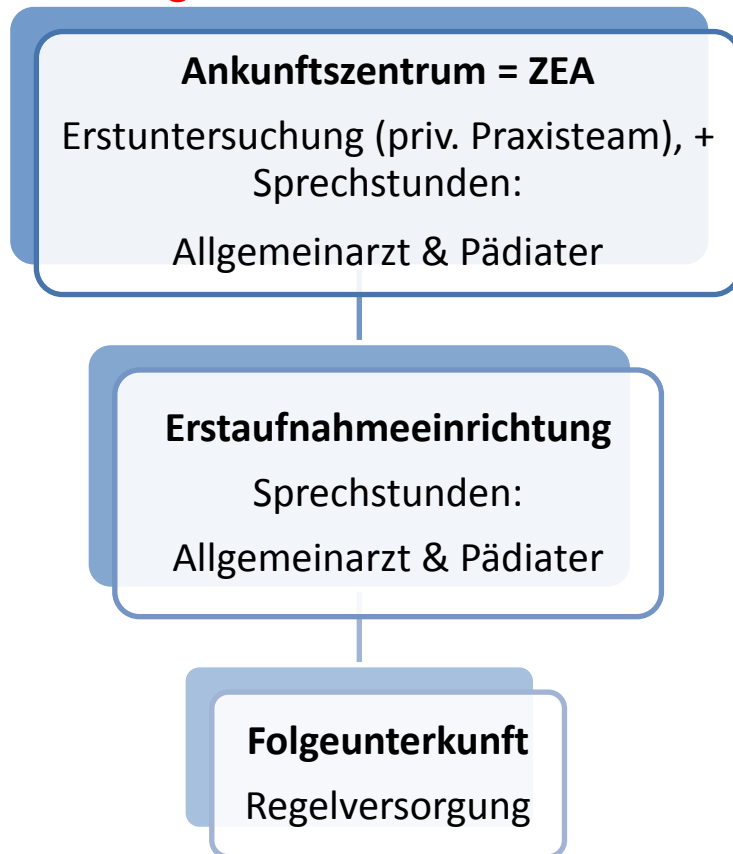 Ankunftszentrum = ZEA
Erstuntersuchung (priv. Praxisteam), +
Sprechstunden:
Allgemeinarzt & Pädiater
Erstaufnahmeeinrichtung
Sprechstunden:
Allgemeinarzt & Pädiater
Folgeunterkunft
Regelversorgung